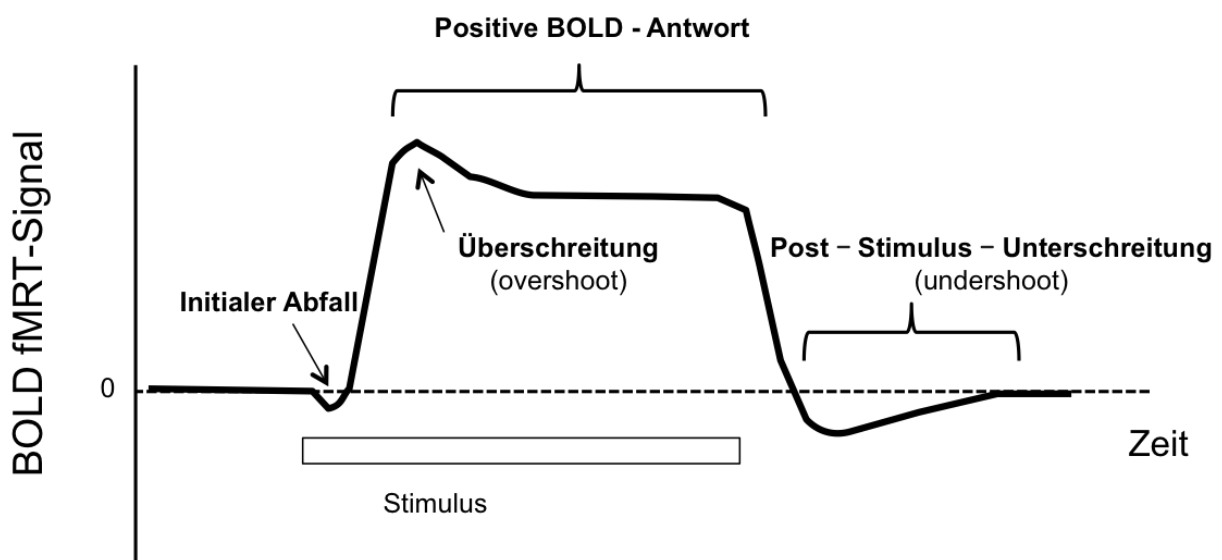 Positive BOLD - Antwort
BOLD fMRT-Signal
Überschreitung
(overshoot)
Post – Stimulus – Unterschreitung
(undershoot)
Initialer Abfall
0
Zeit
Stimulus